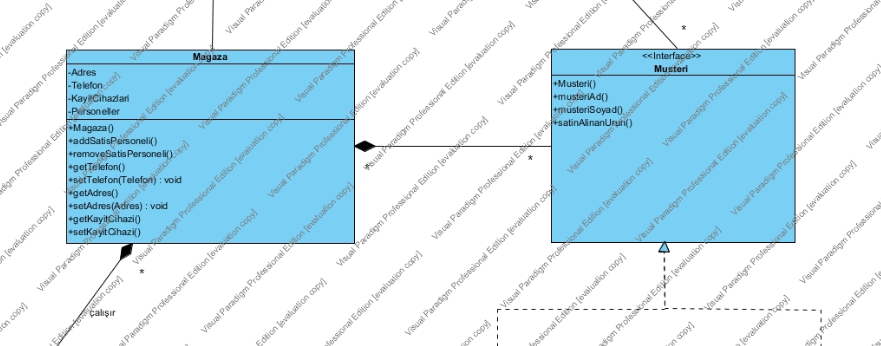 Magaza
-Adres
-Telefon
-KayitCihazlari
-Personeller
+Magaza()
+addSatisPersoneli()
+removeSatisPersoneli()
+getTelefon()
+setTelefon(Telefon) : void
+getAdres()
+setAdres(Adres) : void
+getKayitCihazi()
+setKayitCihazi()
*
*
*
çalışır
*
<<Interface>>
Musteri
+Musteri()
+musteriAd()
+musteriSoyad()
+satinAlinanUrun()
Visual Paradigm Professional Edition [evaluation copy]